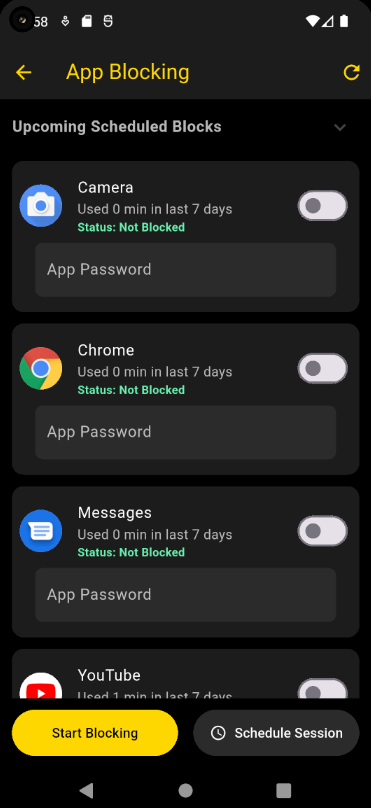 58
App Blocking
Upcoming Scheduled Blocks
Camera
Used 0 min in last 7 days
Status: Not Blocked
App Password
Chrome
Used 0 min in last 7 days
Status: Not Blocked
App Password
Messages
Used 0 min in last 7 days
Status: Not Blocked
App Password
YouTube
Used 1 min in last 7 days
Start Blocking
Schedule Session